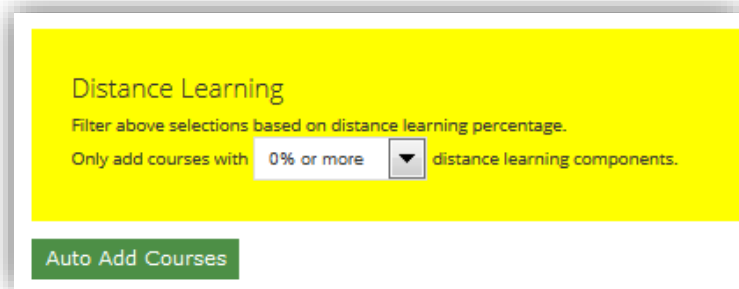 Distance Learning
Filter above selections based on distance learning percentage.
Only add courses with 0% or more distance learning components.
Auto Add Courses